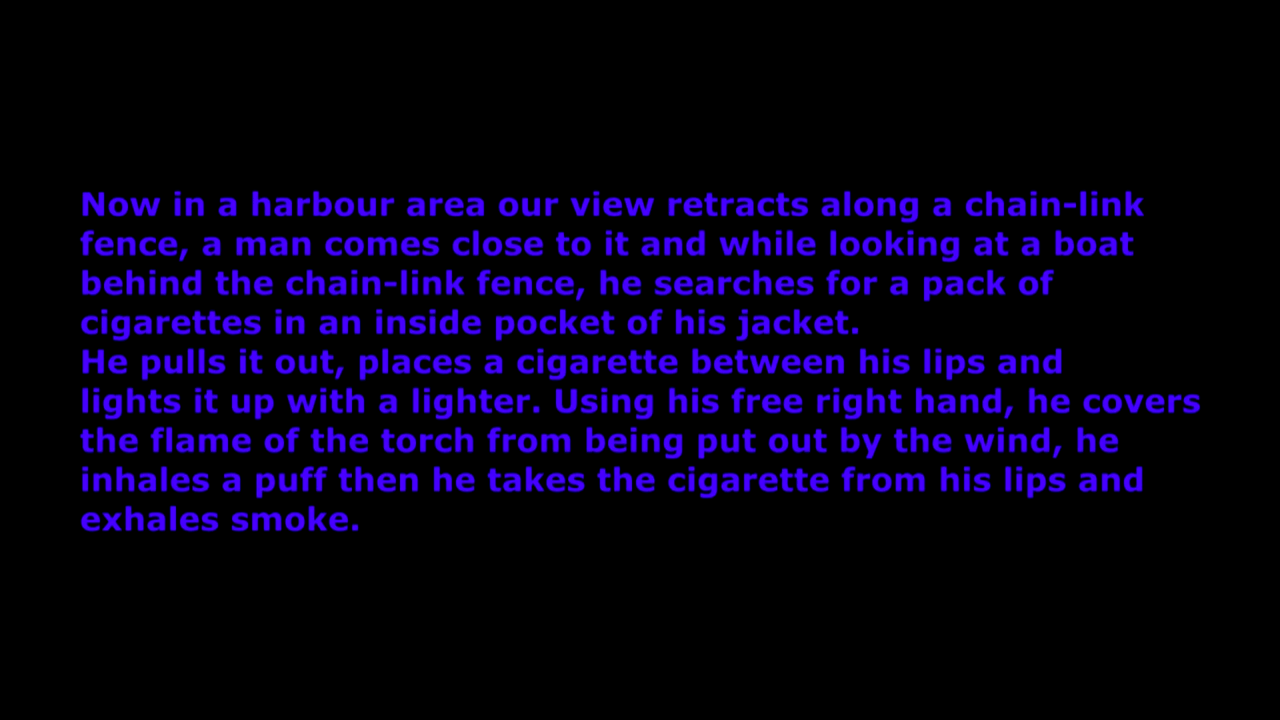 Now in a harbour area our view retracts along a chain-link
fence, a man comes close to it and while looking at a boat
behind the chain-link fence, he searches for a pack of
cigarettes in an inside pocket of his jacket.
He pulls it out, places a cigarette between his lips and
lights it up with a lighter. Using his free right hand, he covers
the flame of the torch from being put out by the wind, he
inhales a puff then he takes the cigarette from his lips and
exhales smoke.